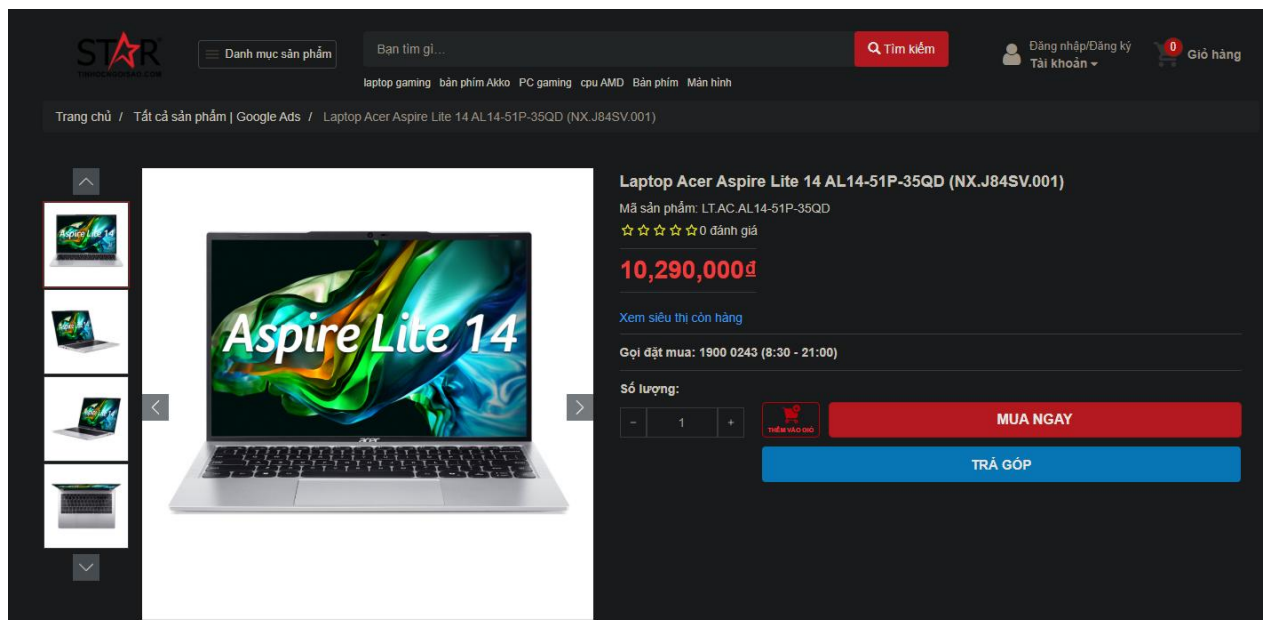 STAR
TINHOCNGOISAO.COM
Danh mục sản phẩm
Bạn tìm gì...
Tìm kiếm
Đăng nhập/Đăng ký
Tài khoản
0
Giỏ hàng
laptop gaming bàn phím Akko PC gaming cpu AMD Bàn phím Màn hình
Trang chủ / Tất cả sản phẩm | Google Ads / Laptop Acer Aspire Lite 14 AL14-51P-35QD (NX.J84SV.001)
Aspire Lite 14
Aspire Lite 14
acer
Laptop Acer Aspire Lite 14 AL14-51P-35QD (NX.J84SV.001)
Mã sản phẩm: LT.AC.AL14-51P-35QD
0 đánh giá
10,290,000₫
Xem siêu thị còn hàng
Gọi đặt mua: 1900 0243 (8:30 - 21:00)
Số lượng:
- 1 +
THÊM VÀO GIỎ
MUA NGAY
TRẢ GÓP